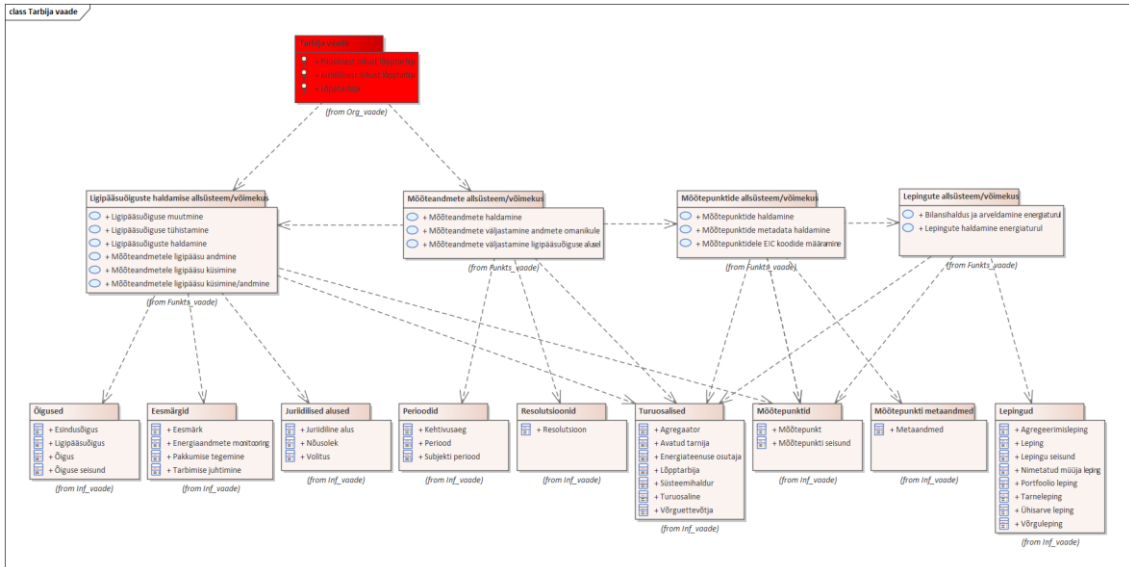 class Tarbija vaade
Tarbija vaade
+ Füüsilisest isikust lõpptarbija
+ Juriidilisest isikust lõpptarbija
+ Lõpptarbija
(from Org_vaade)
Ligipääsuõiguste haldamise allsüsteem/võimekus
+ Ligipääsuõiguse muutmine
+ Ligipääsuõiguse tühistamine
+ Ligipääsuõiguste haldamine
+ Mõõteandmetele ligipääsu andmine
+ Mõõteandmetele ligipääsu küsimine
+ Mõõteandmetele ligipääsu küsimine/andmine
(from Funkts_vaade)
Mõõteandmete allsüsteem/võimekus
+ Mõõteandmete haldamine
+ Mõõteandmete väljastamine andmete omanikule
+ Mõõteandmete väljastamine ligipääsuõiguse alusel
(from Funkts_vaade)
Mõõtepunktide allsüsteem/võimekus
+ Mõõtepunktide haldamine
+ Mõõtepunktide metadata haldamine
+ Mõõtepunktidele EIC koodide määramine
(from Funkts_vaade)
Lepingute allsüsteem/võimekus
+ Bilansihaldus ja arveldamine energiaturul
+ Lepingute haldamine energiaturul
(from Funkts_vaade)
Õigused
+ Esindusõigus
+ Ligipääsuõigus
+ Õigus
+ Õiguse seisund
(from Inf_vaade)
Eesmärgid
+ Eesmärk
+ Energiaandmete monitooring
+ Pakkumise tegemine
+ Tarbimise juhtimine
(from Inf_vaade)
Juriidilised alused
+ Juriidiline alus
+ Nõusolek
+ Volitus
(from Inf_vaade)
Perioodid
+ Kehtivusaeg
+ Periood
+ Subjekti periood
(from Inf_vaade)
Resolutsioonid
+ Resolutsioon
(from Inf_vaade)
Turuosalised
+ Agregaator
+ Avatud tarnija
+ Energiateenuse osutaja
+ Lõpptarbija
+ Süsteemihaldur
+ Turuosaline
+ Võrguettevõtja
(from Inf_vaade)
Mõõtepunktid
+ Mõõtepunkt
+ Mõõtepunkti seisund
(from Inf_vaade)
Mõõtepunkti metaandmed
+ Metaandmed
(from Inf_vaade)
Lepingud
+ Agregeerimisleping
+ Leping
+ Lepingu seisund
+ Nimetatud müüja leping
+ Portfoolio leping
+ Tarneleping
+ Ühisarve leping
+ Võrguleping
(from Inf_vaade)